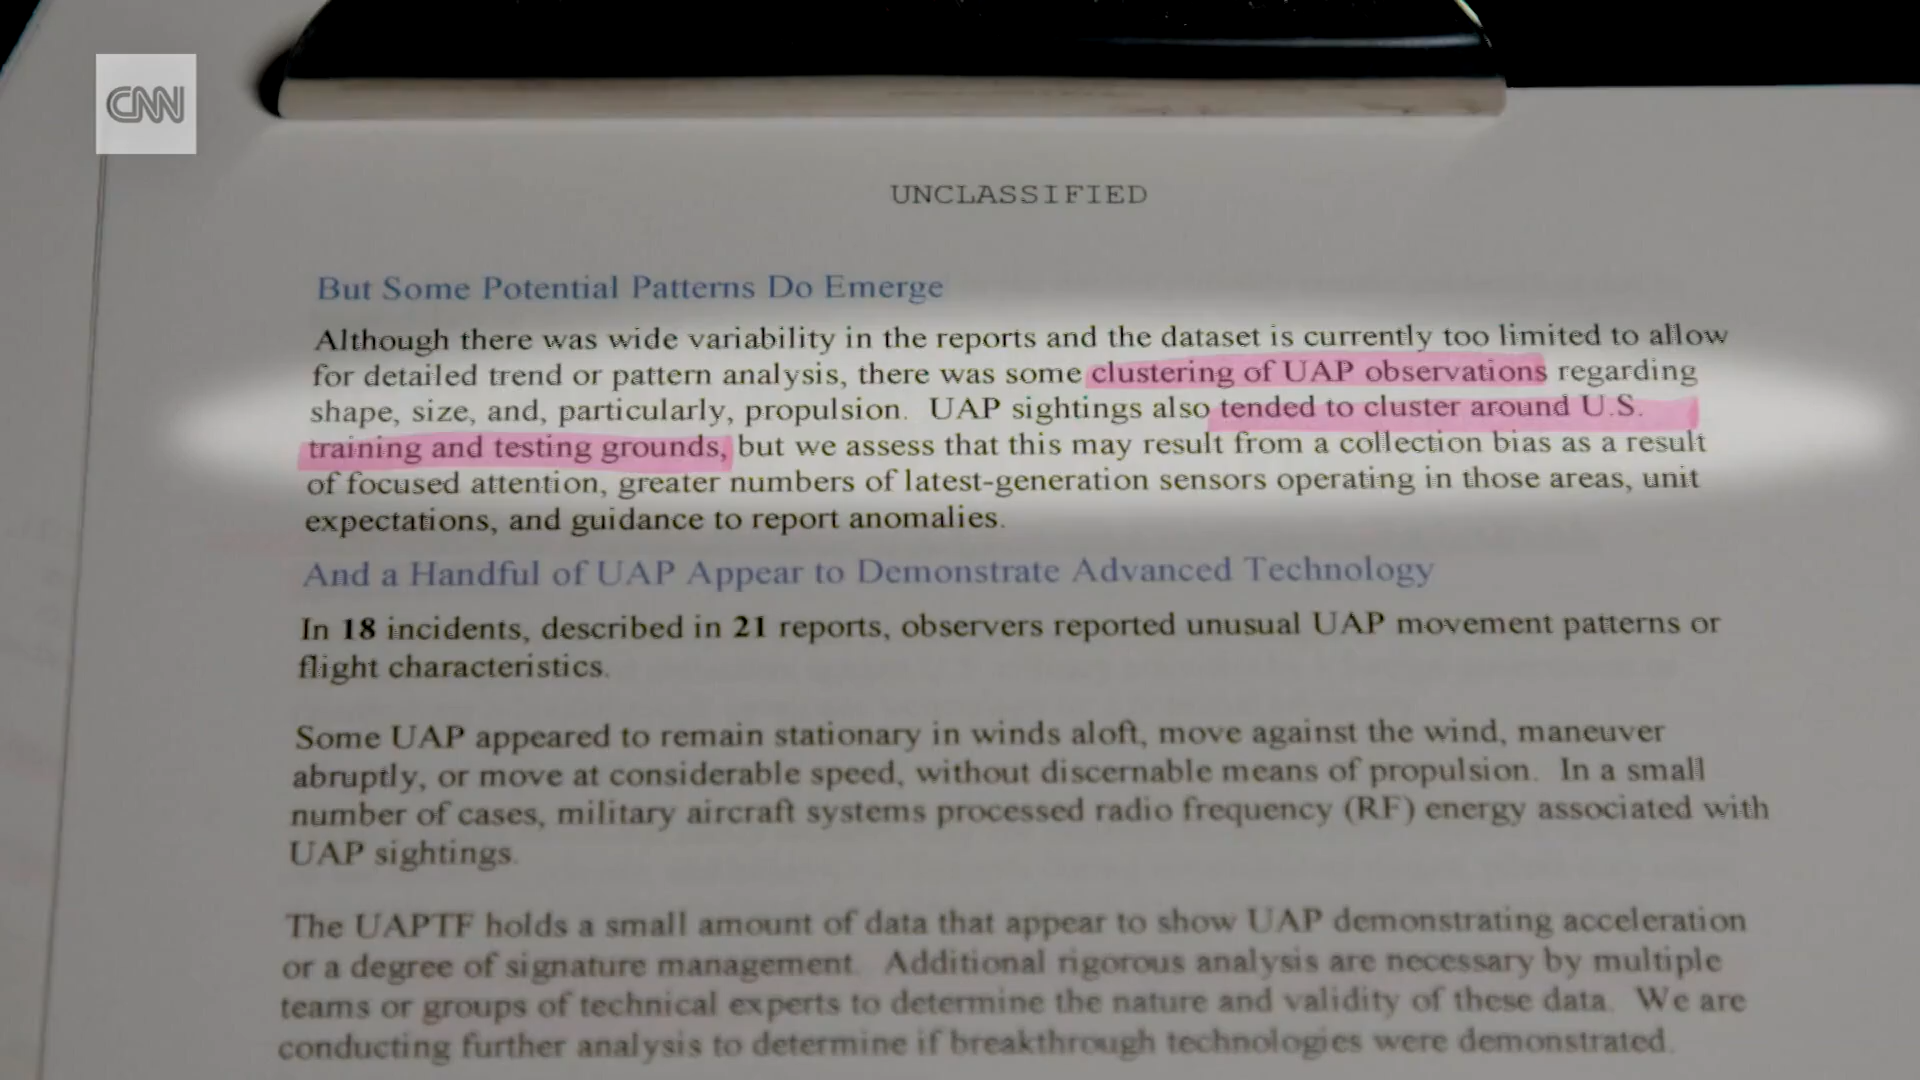 CNN
UNCLASSIFIED
But Some Potential Patterns Do Emerge
Although there was wide variability in the reports and the dataset is currently too limited to allow
for detailed trend or pattern analysis, there was some clustering of UAP observations regarding
shape, size, and, particularly, propulsion. UAP sightings also tended to cluster around U.S.
training and testing grounds, but we assess that this may result from a collection bias as a result
of focused attention, greater numbers of latest-generation sensors operating in those areas, unit
expectations, and guidance to report anomalies.
And a Handful of UAP Appear to Demonstrate Advanced Technology
In 18 incidents, described in 21 reports, observers reported unusual UAP movement patterns or
flight characteristics.
Some UAP appeared to remain stationary in winds aloft, move against the wind, maneuver
abruptly, or move at considerable speed, without discernable means of propulsion. In a small
number of cases, military aircraft systems processed radio frequency (RF) energy associated with
UAP sightings.
The UAPTF holds a small amount of data that appear to show UAP demonstrating acceleration
or a degree of signature management. Additional rigorous analysis are necessary by multiple
teams or groups of technical experts to determine the nature and validity of these data. We are
conducting further analysis to determine if breakthrough technologies were demonstrated.